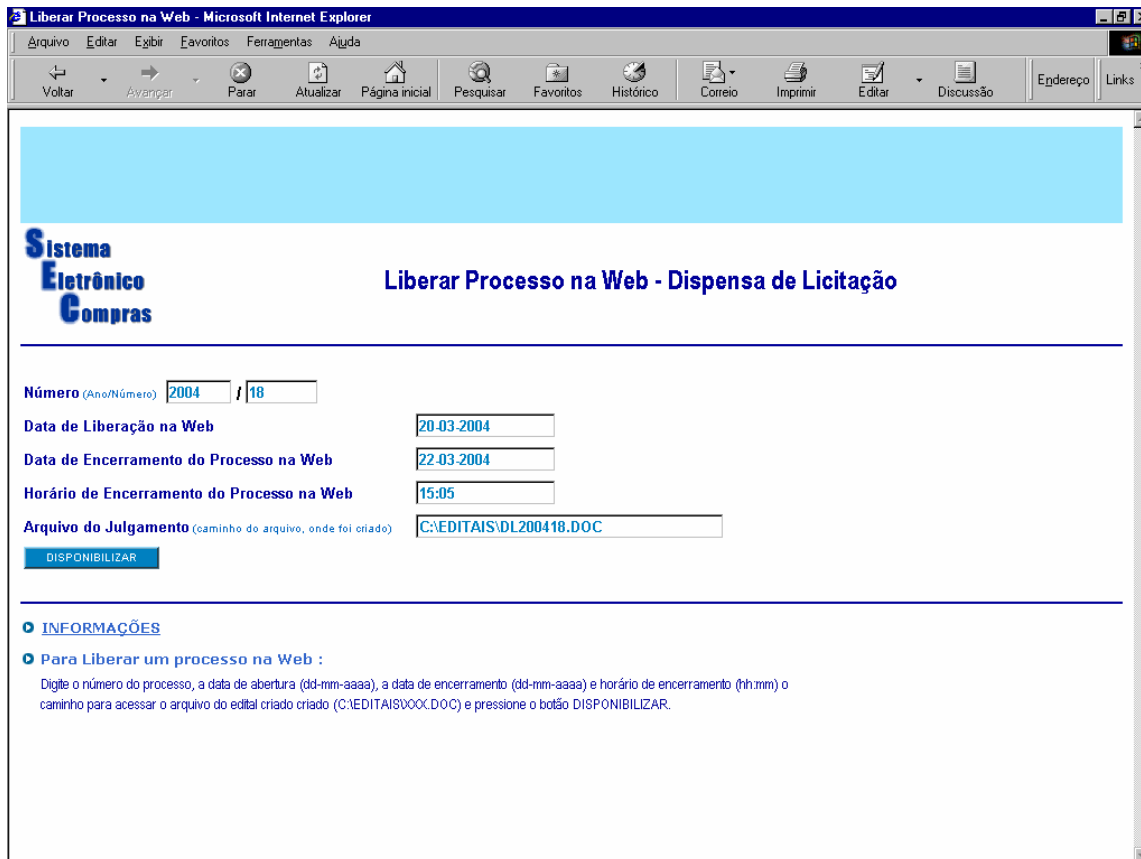 Liberar Processo na Web - Microsoft Internet Explorer
Arquivo Editar Exibir Favoritos Ferramentas Ajuda
Voltar Avançar Parar Atualizar Página inicial Pesquisar Favoritos Histórico Correio Imprimir Editar Discussão Endereço Links
Sistema
Eletrônico
Compras
Liberar Processo na Web - Dispensa de Licitação
Número (Ano/Número) 2004 / 18
Data de Liberação na Web 20-03-2004
Data de Encerramento do Processo na Web 22-03-2004
Horário de Encerramento do Processo na Web 15:05
Arquivo do Julgamento (caminho do arquivo, onde foi criado) C:\EDITAIS\DL200418.DOC
DISPONIBILIZAR
INFORMAÇÕES
Para Liberar um processo na Web :
Digite o número do processo, a data de abertura (dd-mm-aaaa), a data de encerramento (dd-mm-aaaa) e horário de encerramento (hh:mm) o
caminho para acessar o arquivo do edital criado criado (C:\EDITAIS\XXX.DOC) e pressione o botão DISPONIBILIZAR.